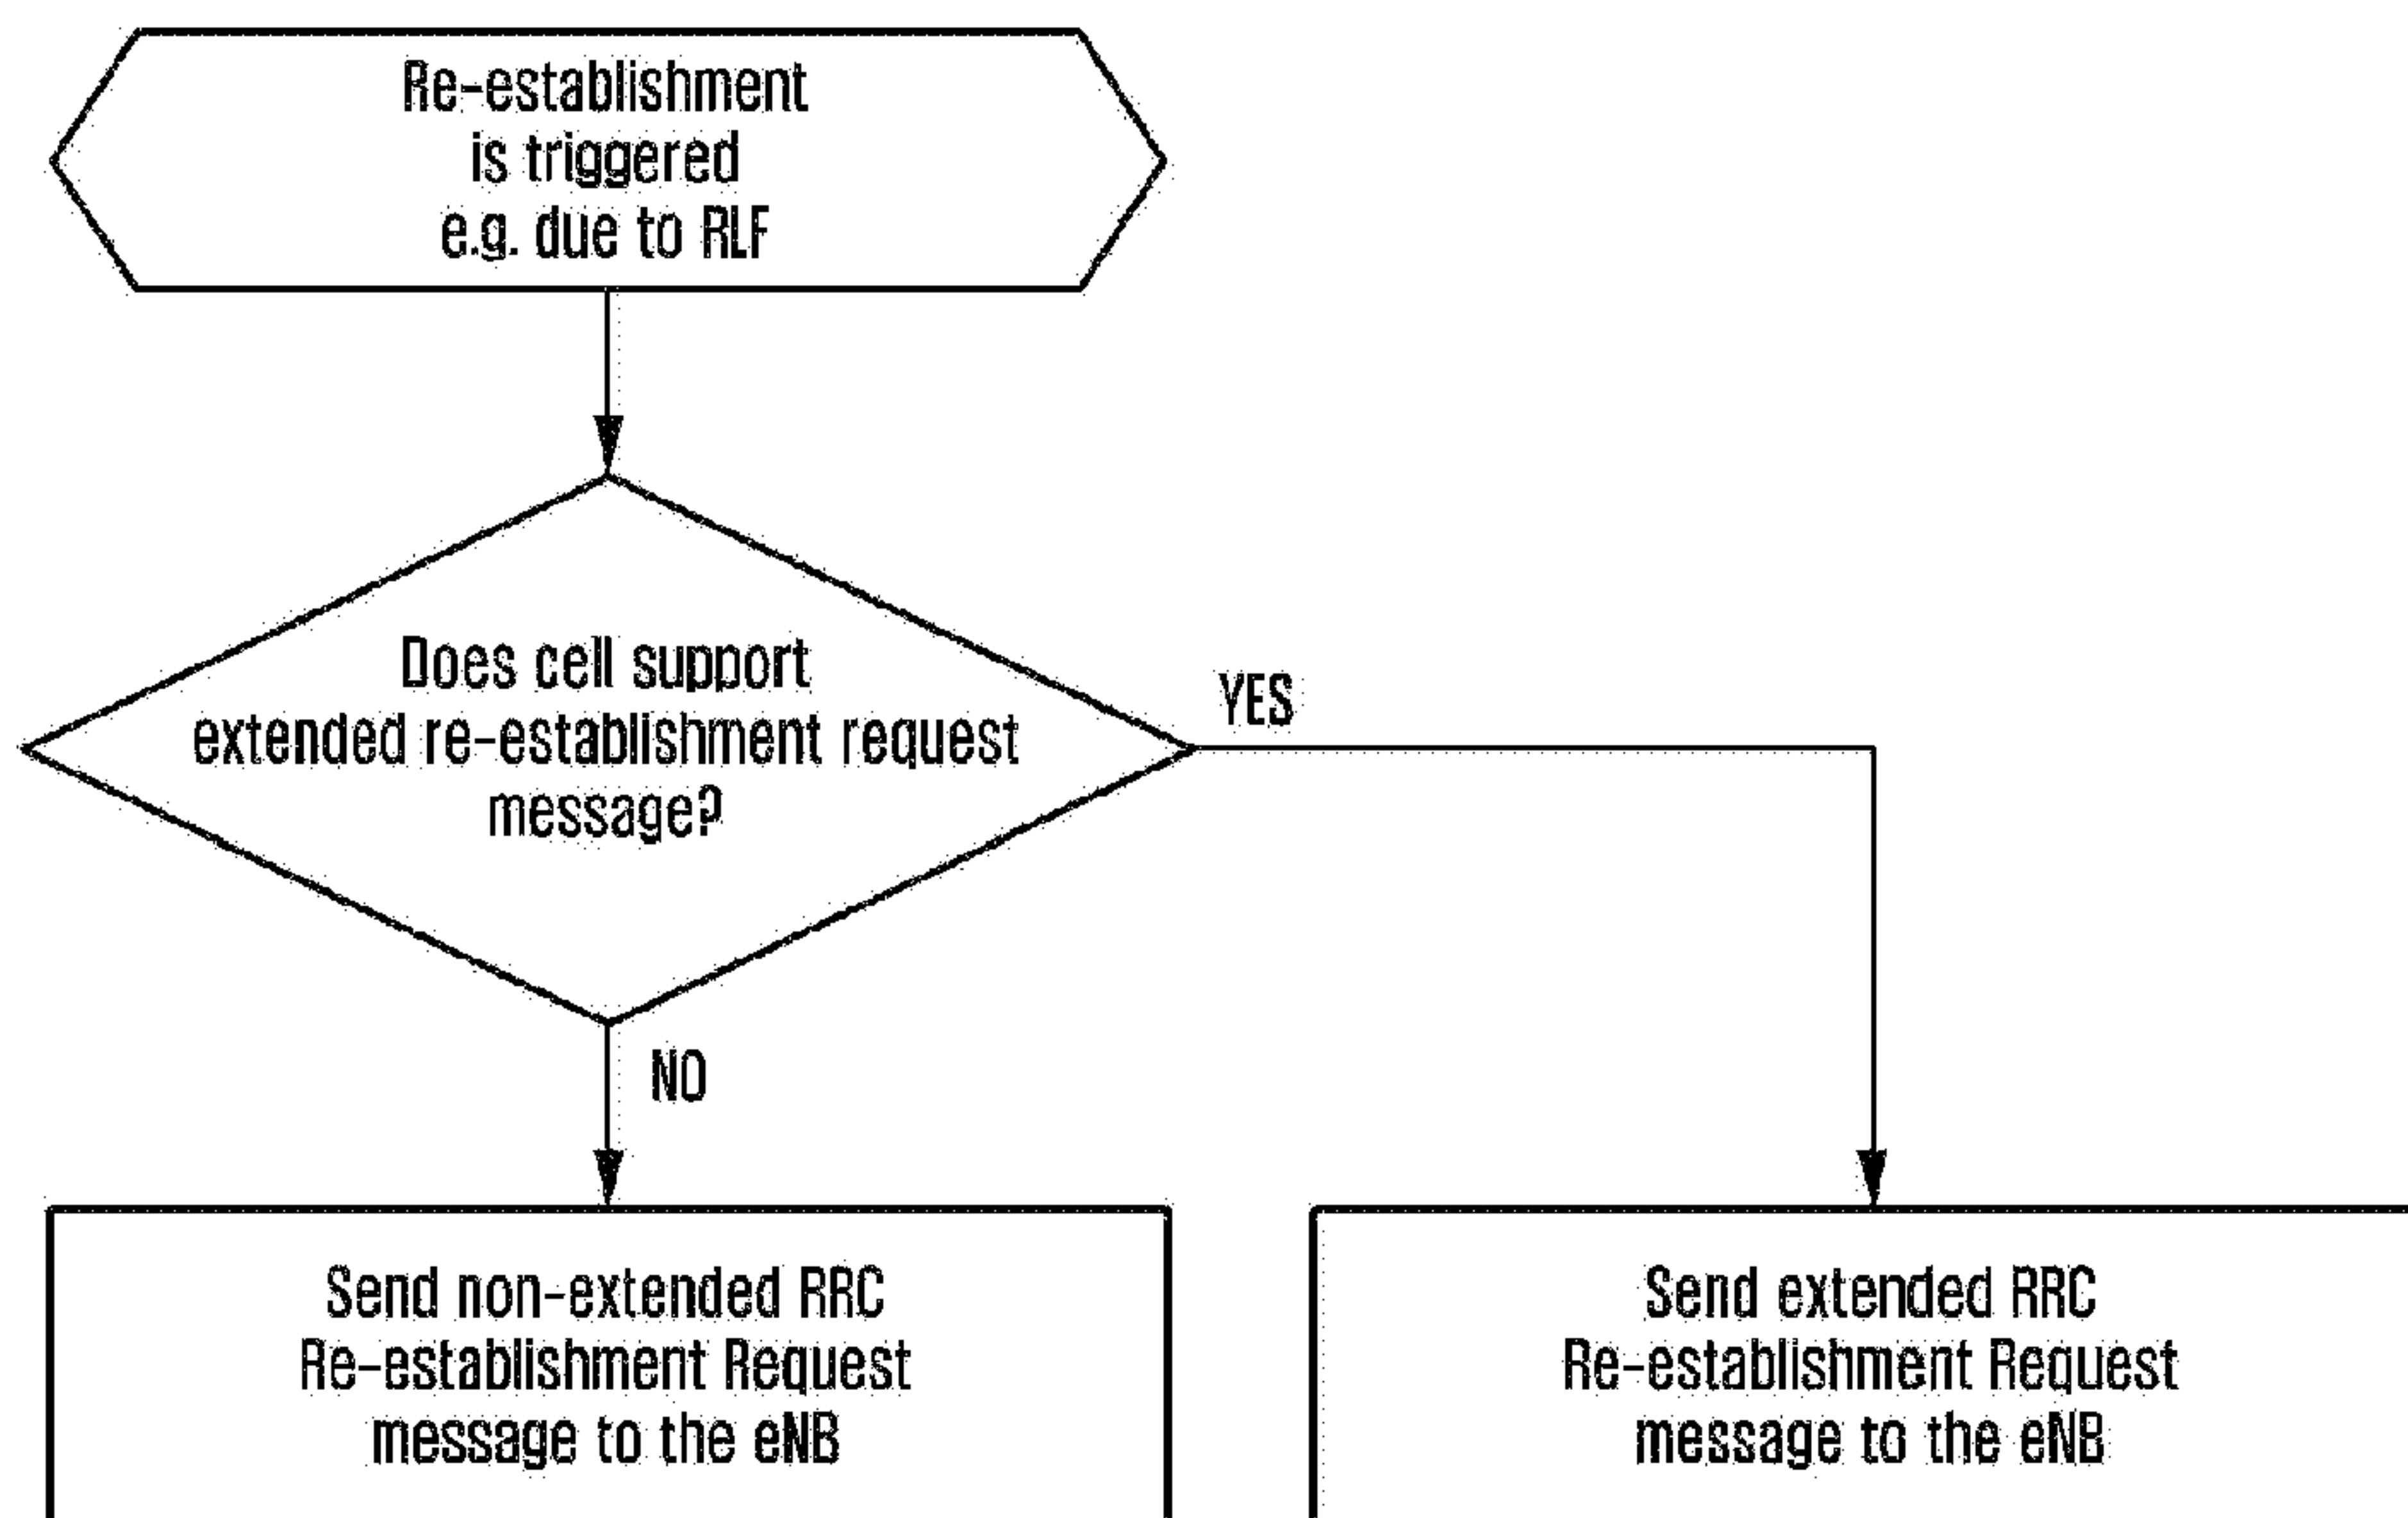 Re-establishment
is triggered
e.g. due to RLF
Does cell support
extended re-establishment request
message?
YES
NO
Send non-extended RRC
Re-establishment Request
message to the eNB
Send extended RRC
Re-establishment Request
message to the eNB